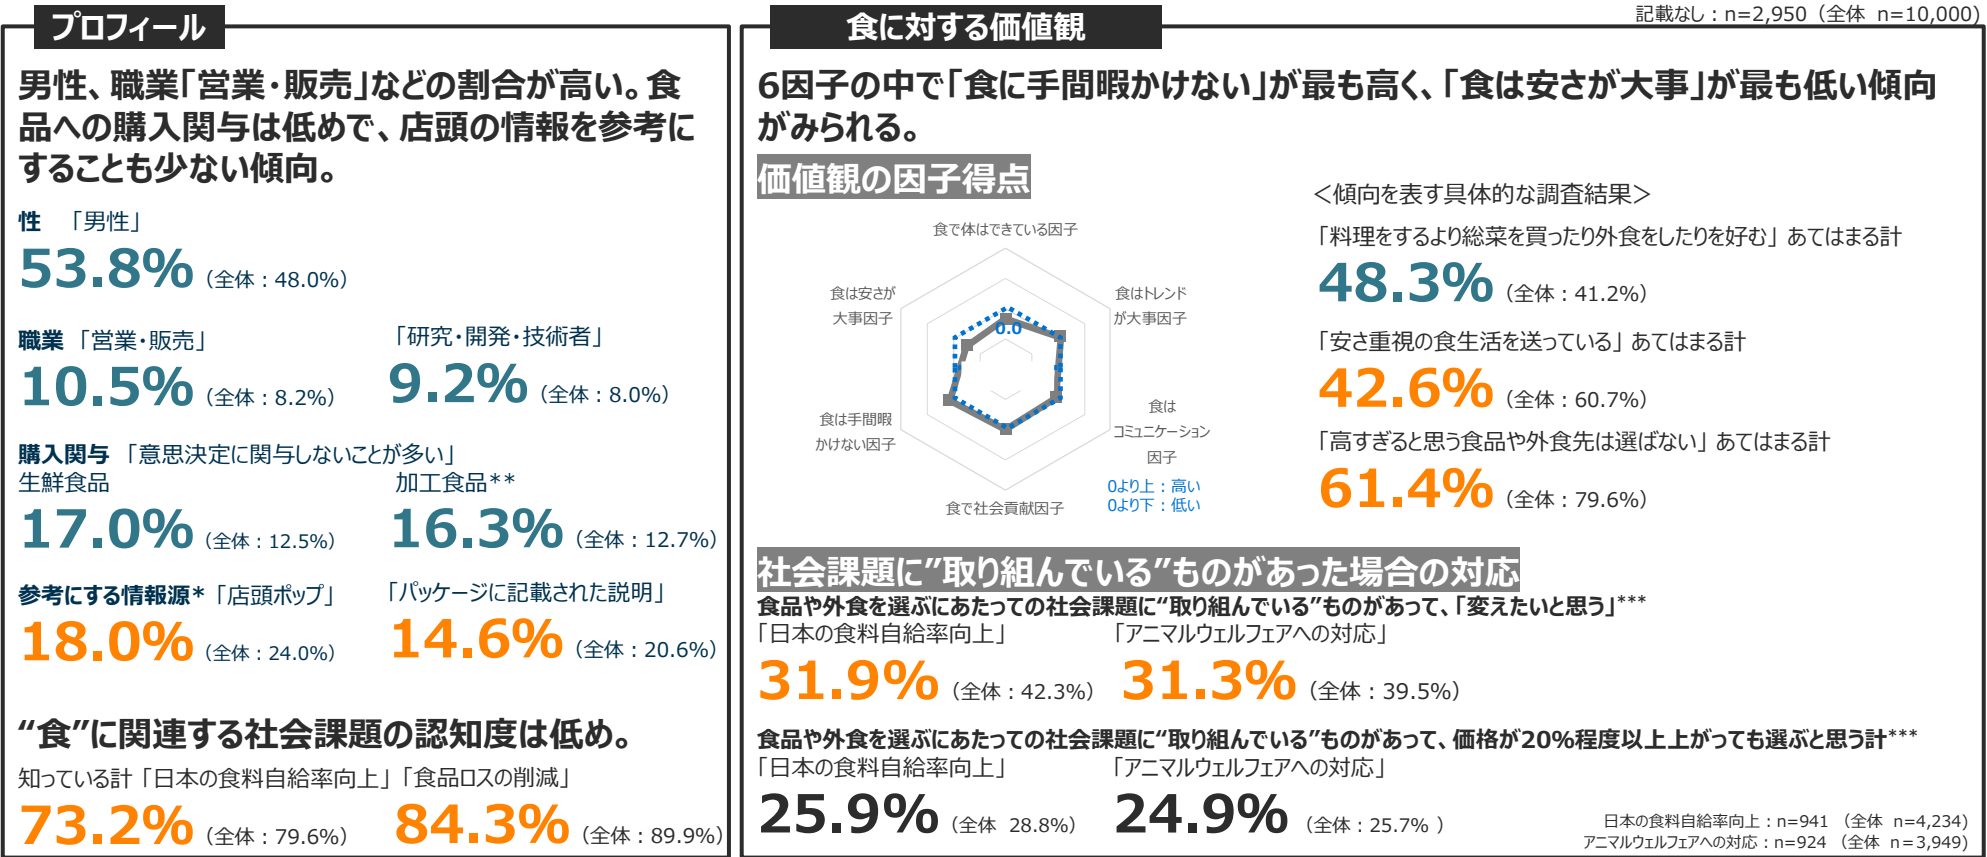 記載なし：n=2,950（全体 n=10,000）
プロフィール
男性、職業「営業・販売」などの割合が高い。食
品への購入関与は低めで、店頭の情報を参考に
することも少ない傾向。
性 「男性」
53.8%（全体：48.0%）
職業「営業・販売」 「研究・開発・技術者」
10.5%（全体：8.2%） 9.2%（全体：8.0%）
購入関与 「意思決定に関与しないことが多い」
生鮮食品 加工食品**
17.0%（全体：12.5%） 16.3%（全体：12.7%）
参考にする情報源*「店頭ポップ」 「パッケージに記載された説明」
18.0%（全体：24.0%） 14.6%（全体：20.6%）
“食”に関連する社会課題の認知度は低め。
知っている計「日本の食料自給率向上」「食品ロスの削減」
73.2%（全体：79.6%） 84.3%（全体：89.9%）
食に対する価値観
6因子の中で「食に手間暇かけない」が最も高く、「食は安さが大事」が最も低い傾向
がみられる。
価値観の因子得点
食で体はできている因子
食は安さが
大事因子
食はトレンド
が大事因子
0.0
食は手間暇
かけない因子
食は
コミュニケーション
因子
食で社会貢献因子
0より上：高い
0より下：低い
＜傾向を表す具体的な調査結果＞
「料理をするより総菜を買ったり外食をしたりを好む」あてはまる計
48.3%（全体：41.2%）
「安さ重視の食生活を送っている」あてはまる計
42.6%（全体：60.7%）
「高すぎると思う食品や外食先は選ばない」あてはまる計
61.4%（全体：79.6%）
社会課題に”取り組んでいる”ものがあった場合の対応
食品や外食を選ぶにあたっての社会課題に“取り組んでいる”ものがあって、「変えたいと思う」***
「日本の食料自給率向上」 「アニマルウェルフェアへの対応」
31.9%（全体：42.3%） 31.3%（全体：39.5%）
食品や外食を選ぶにあたっての社会課題に“取り組んでいる”ものがあって、価格が20%程度以上上がっても選ぶと思う計***
「日本の食料自給率向上」 「アニマルウェルフェアへの対応」
25.9%（全体 28.8%） 24.9%（全体：25.7% ）
日本の食料自給率向上：n=941 （全体 n=4,234）
アニマルウェルフェアへの対応：n=924 （全体 n=3,949）